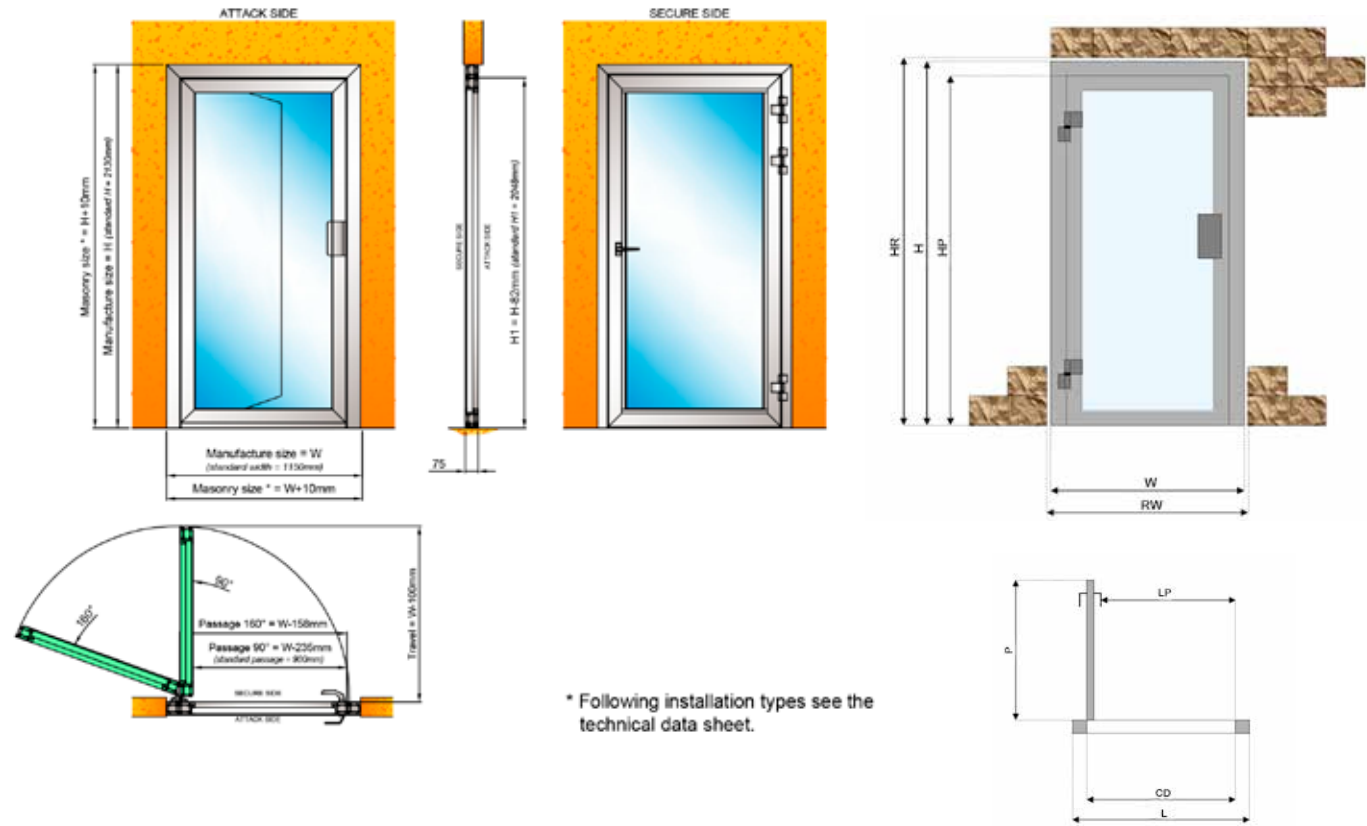 ATTACK SIDE
SECURE SIDE
Masonry size * = H+10mm
Manufacture size = H (standard H = 2130mm)
SECURE SIDE
ATTACK SIDE
H1 = H-82mm (standard H1 = 2048mm)
HR
H
HP
Manufacture size = W
(standard width = 1150mm)
Masonry size * = W+10mm
75
W
RW
160°
90°
Passage 160° = W-158mm
Passage 90° = W-235mm
(standard passage = 900mm)
Travel = W-100mm
SECURE SIDE
ATTACK SIDE
* Following installation types see the
technical data sheet.
LP
P
CD
L